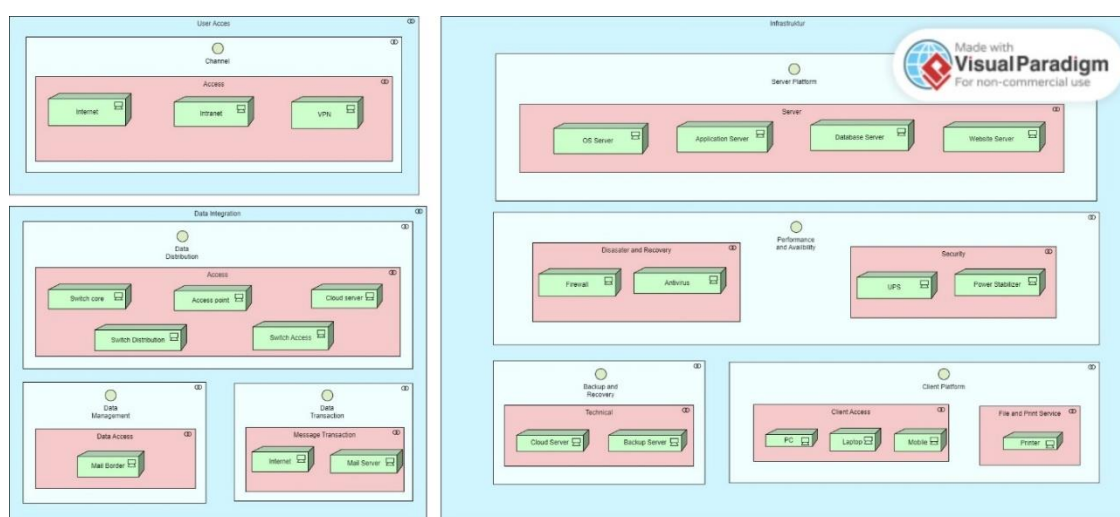 User Acces
Channel
Access
Internet
Intranet
VPN
Data Integration
Data
Distribution
Access
Switch core
Access point
Cloud server
Switch Distribution
Switch Access
Data
Management
Data Access
Mail Border
Data
Transaction
Message Transaction
Internet
Mail Server
Infrastruktur
Made with
Visual Paradigm
For non-commercial use
Server Platform
Server
OS Server
Application Server
Database Server
Website Server
Performance
and Avaibility
Disasater and Recovery
Firewall
Antivirus
Security
UPS
Power Stabilizer
Backup and
Recovery
Technical
Cloud Server
Backup Server
Client Platform
Client Access
PC
Laptop
Mobile
File and Print Service
Printer